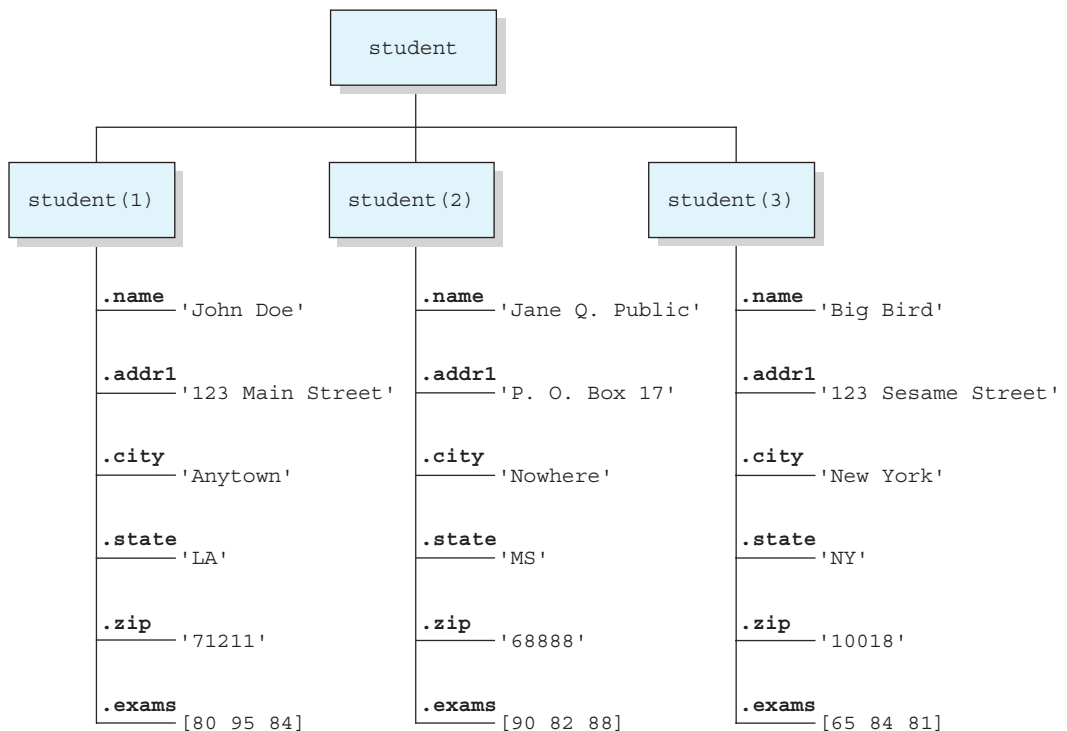 student
student(1)
student(2)
student(3)
.name 'John Doe'
.addr1 '123 Main Street'
.city 'Anytown'
.state 'LA'
.zip '71211'
.exams [80 95 84]
.name 'Jane Q. Public'
.addr1 'P. O. Box 17'
.city 'Nowhere'
.state 'MS'
.zip '68888'
.exams [90 82 88]
.name 'Big Bird'
.addr1 '123 Sesame Street'
.city 'New York'
.state 'NY'
.zip '10018'
.exams [65 84 81]